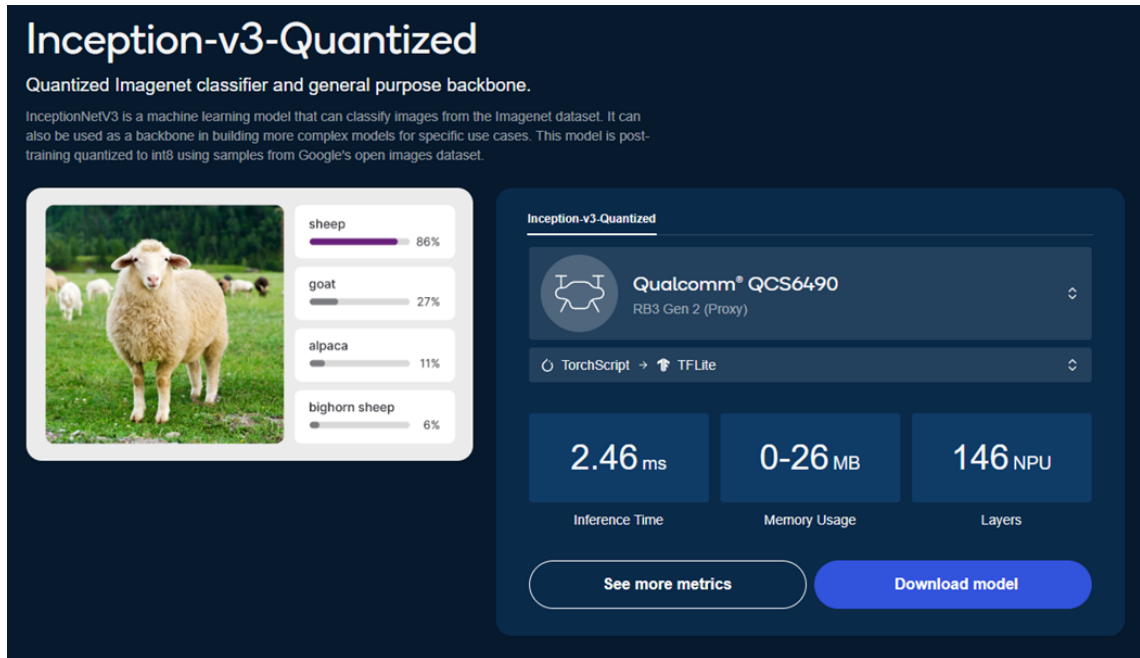 Inception-v3-Quantized
Quantized Imagenet classifier and general purpose backbone.
InceptionNetV3 is a machine learning model that can classify images from the Imagenet dataset. It can
also be used as a backbone in building more complex models for specific use cases. This model is post-
training quantized to int8 using samples from Google's open images dataset.
sheep
86%
goat
27%
alpaca
11%
bighorn sheep
6%
Inception-v3-Quantized
Qualcomm® QCS6490
RB3 Gen 2 (Proxy)
TorchScript → TFLite
2.46 ms
Inference Time
0-26 MB
Memory Usage
146 NPU
Layers
See more metrics
Download model